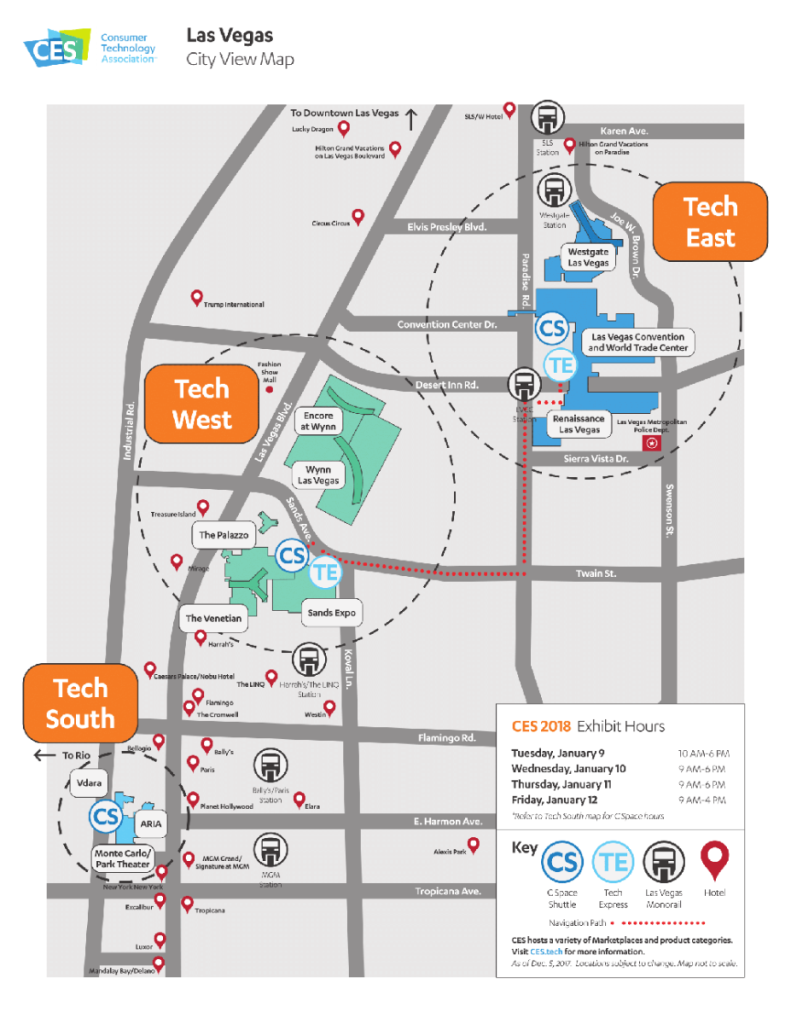 CES
Consumer
Technology
Association™
Las Vegas
City View Map
To Downtown Las Vegas
Lucky Dragon
Hilton Grand Vacations
on Las Vegas Boulevard
SLS/W Hotel
SLS
Station
Karen Ave.
Hilton Grand Vacations
on Paradise
Circus Circus
Westgate
Station
Joe W. Brown Dr.
Tech
East
Elvis Presley Blvd.
Westgate
Las Vegas
Paradise Rd.
Trump International
Convention Center Dr.
CS
Las Vegas Convention
and World Trade Center
TE
Fashion
Show
Mall
Desert Inn Rd.
Tech
West
Industrial Rd.
Las Vegas Blvd.
Encore
at Wynn
LVCC
Station
Renaissance
Las Vegas
Las Vegas Metropolitan
Police Dept.
Sierra Vista Dr.
Wynn
Las Vegas
Swenson St.
Treasure Island
Sands Ave.
The Palazzo
CS
TE
Mirage
Twain St.
The Venetian
Sands Expo
Harrah's
Koval Ln.
Caesars Palace/Nobu Hotel
The LINQ
Harrah's/The LINQ
Station
Tech
South
Flamingo
The Cromwell
Westin
Flamingo Rd.
To Rio
Bellagio
Bally's
Paris
Bally's/Paris
Station
Vdara
Planet Hollywood
Elara
CS
ARIA
E. Harmon Ave.
Monte Carlo/
Park Theater
MGM Grand/
Signature at MGM
MGM
Station
Alexis Park
New York New York
Tropicana Ave.
Excalibur
Tropicana
Luxor
Mandalay Bay/Delano
CES 2018 Exhibit Hours
Tuesday, January 9 10 AM-6 PM
Wednesday, January 10 9 AM-6 PM
Thursday, January 11 9 AM-6 PM
Friday, January 12 9 AM-4 PM
*Refer to Tech South map for C Space hours
Key
CS
TE
C Space
Shuttle
Tech
Express
Las Vegas
Monorail
Hotel
Navigation Path
CES hosts a variety of Marketplaces and product categories.
Visit CES.tech for more information.
As of Dec. 5, 2017. Locations subject to change. Map not to scale.